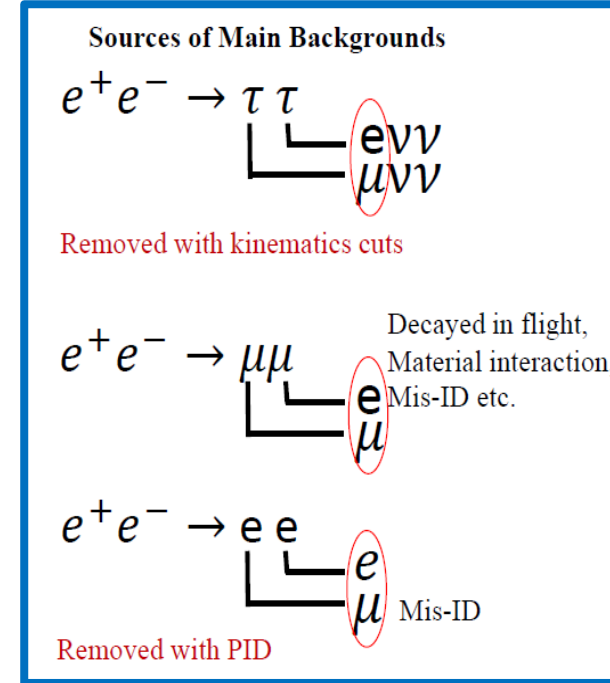 Sources of Main Backgrounds
e⁺e⁻ → τ τ
eνν
μνν
Removed with kinematics cuts
Decayed in flight,
e⁺e⁻ → μμ
Material interaction
e Mis-ID etc.
μ
e⁺e⁻ → e e
e
μ Mis-ID
Removed with PID